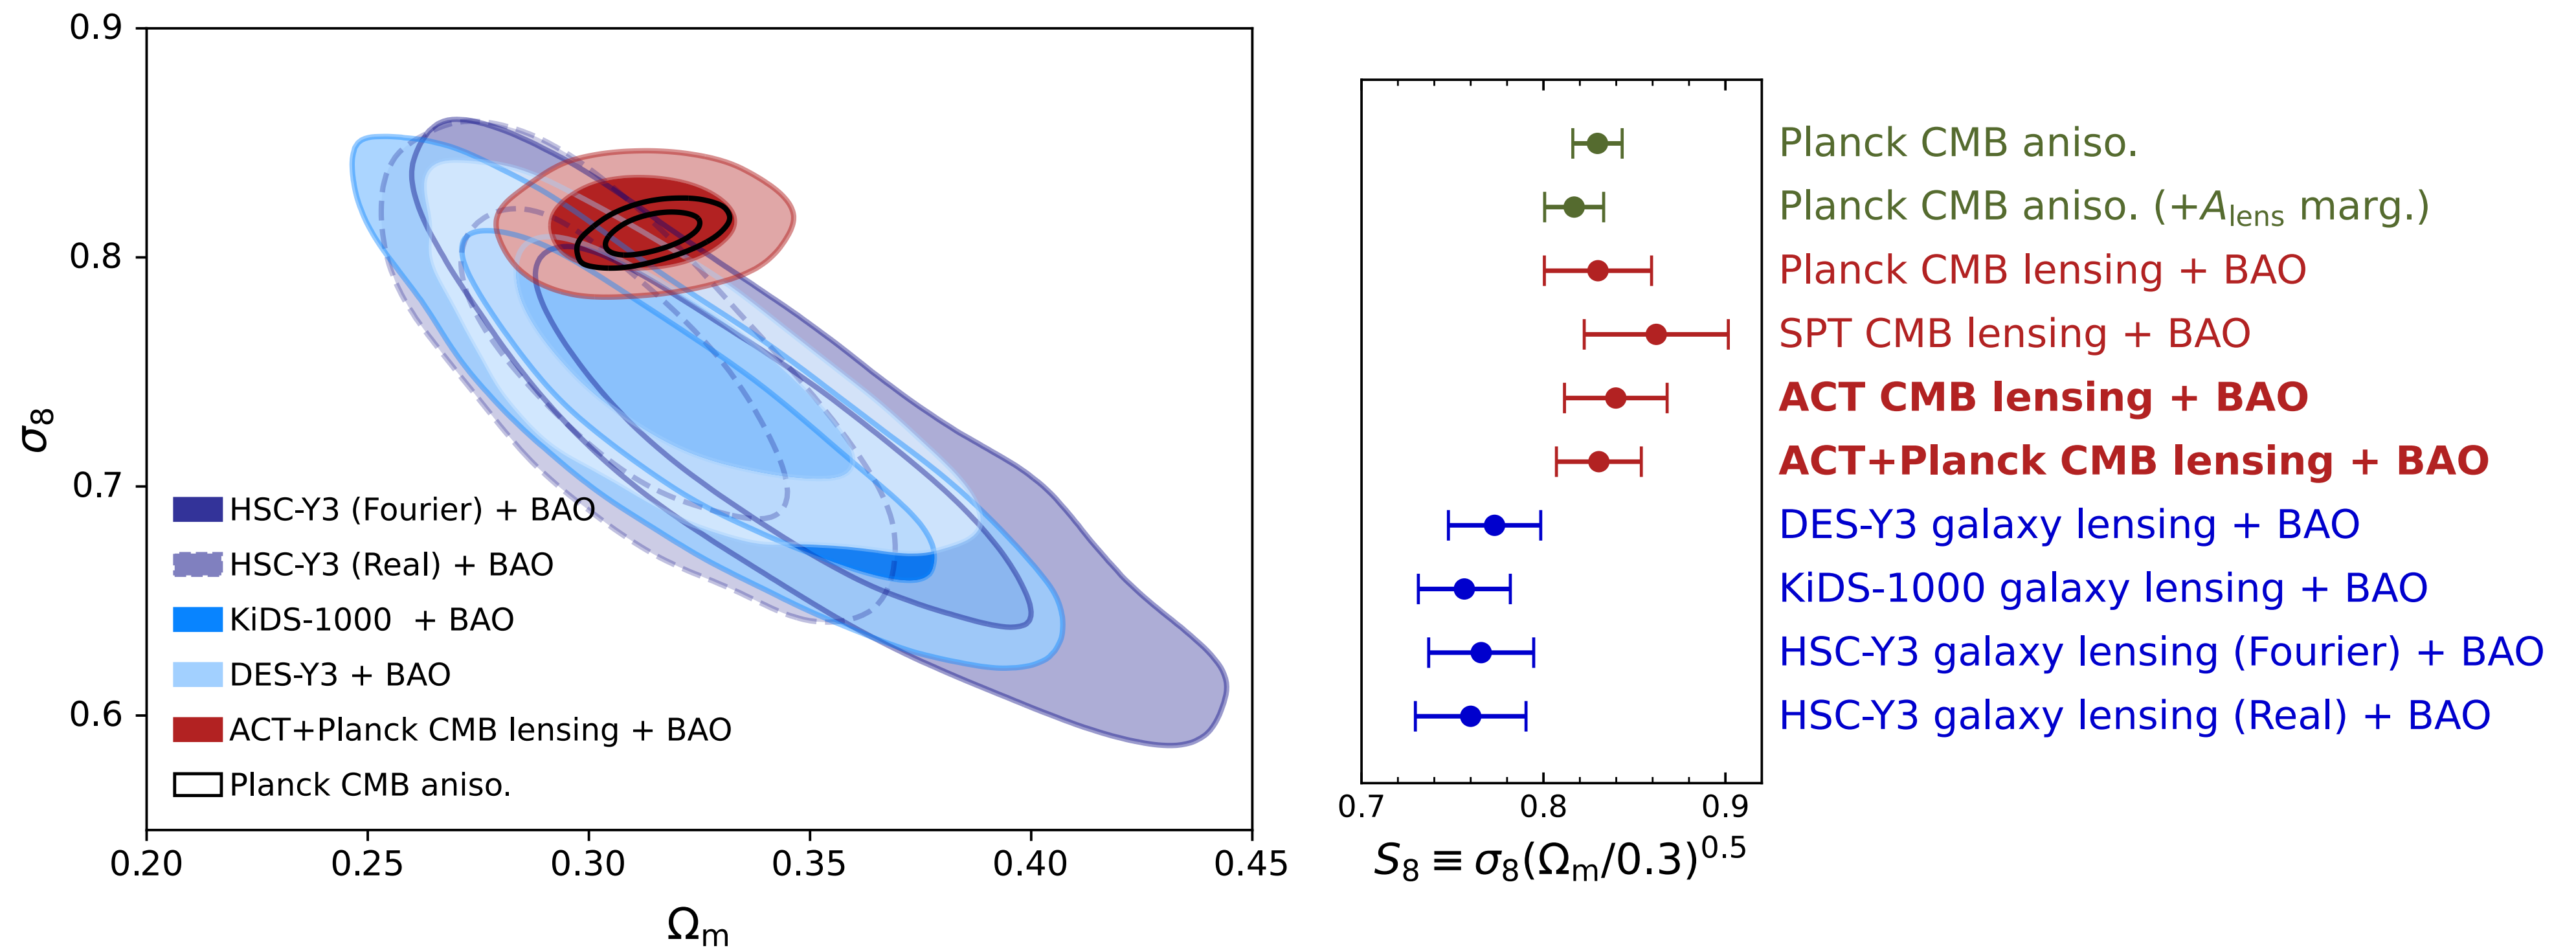 0.9
0.8
0.7
0.6
σ8
HSC-Y3 (Fourier) + BAO
HSC-Y3 (Real) + BAO
KiDS-1000 + BAO
DES-Y3 + BAO
ACT+Planck CMB lensing + BAO
Planck CMB aniso.
0.20 0.25 0.30 0.35 0.40 0.45
Ωm
Planck CMB aniso.
Planck CMB aniso. (+Alens marg.)
Planck CMB lensing + BAO
SPT CMB lensing + BAO
ACT CMB lensing + BAO
ACT+Planck CMB lensing + BAO
DES-Y3 galaxy lensing + BAO
KiDS-1000 galaxy lensing + BAO
HSC-Y3 galaxy lensing (Fourier) + BAO
HSC-Y3 galaxy lensing (Real) + BAO
0.7 0.8 0.9
S8 ≡ σ8(Ωm/0.3)^0.5